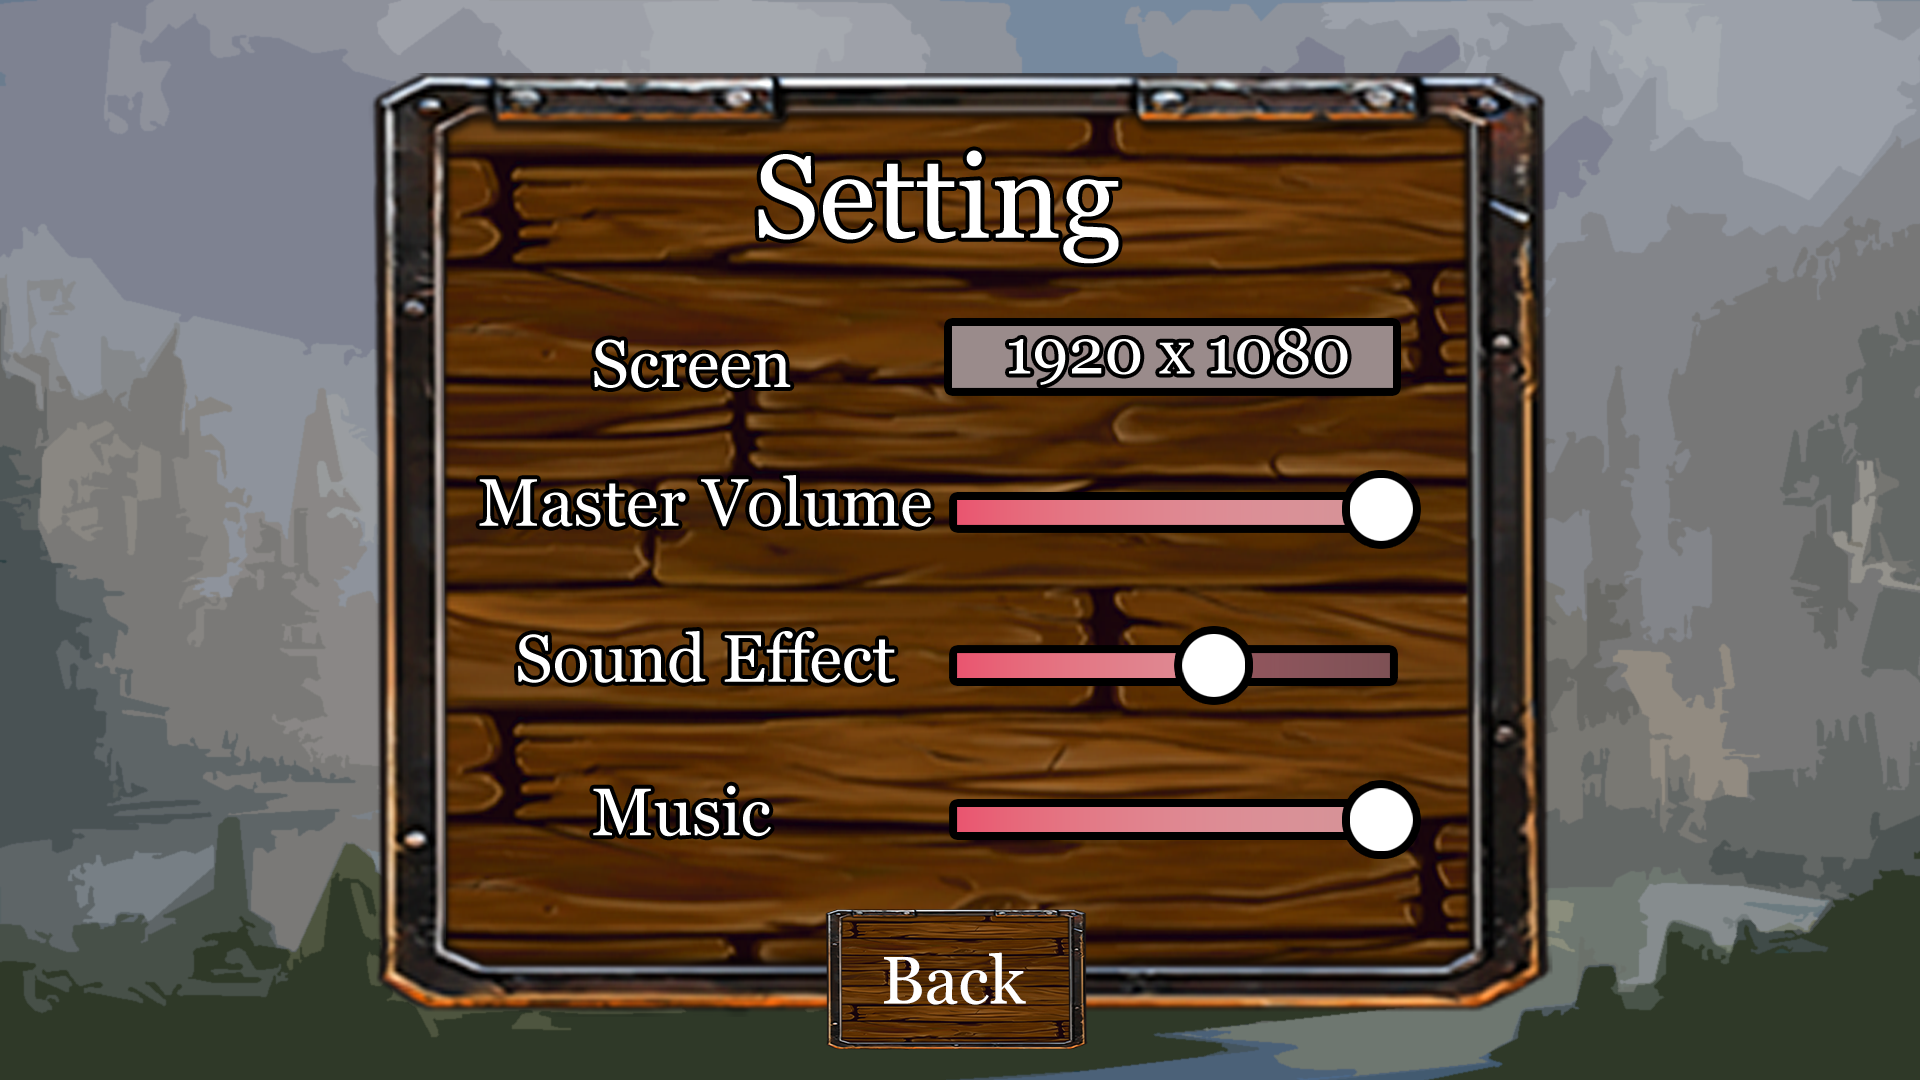 Setting
Screen
1920 x 1080
Master Volume
Sound Effect
Music
Back